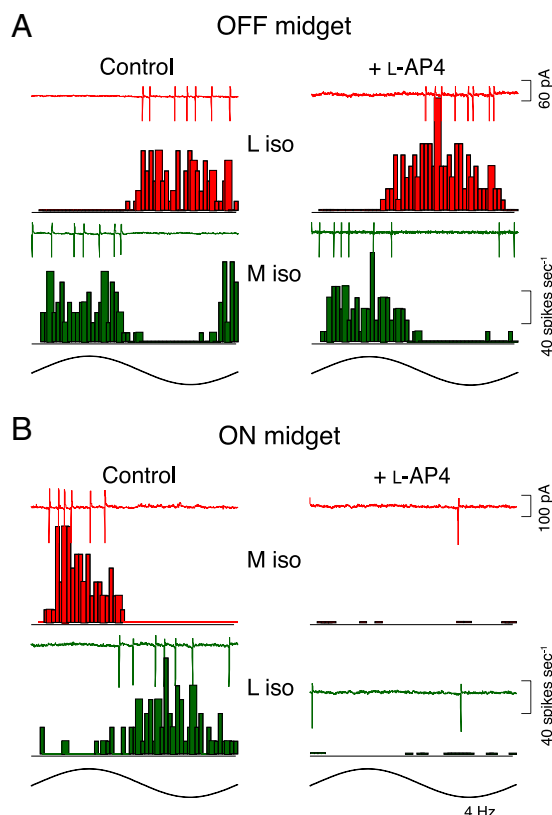 A
OFF midget
Control
+ L-AP4
60 pA
L iso
M iso
40 spikes sec⁻¹
B
ON midget
Control
+ L-AP4
100 pA
M iso
L iso
40 spikes sec⁻¹
4 Hz